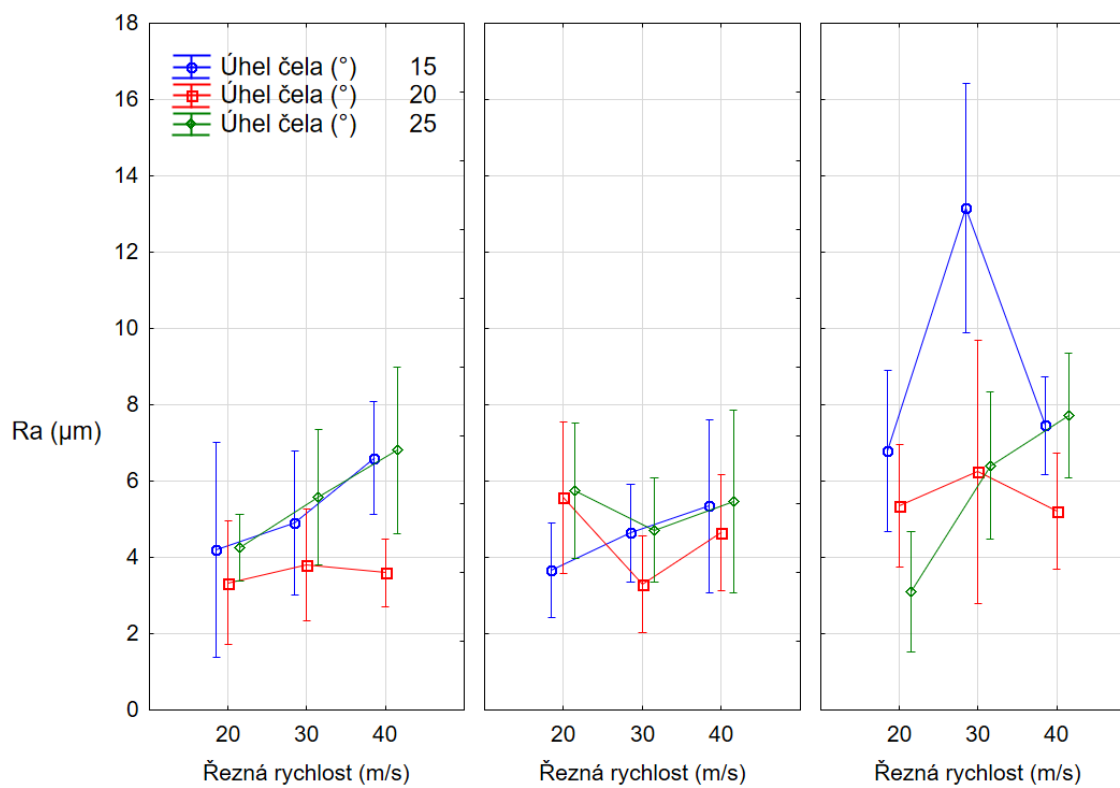 18
16
14
12
10
8
6
4
2
0
Ra (µm)
Úhel čela (°) 15
Úhel čela (°) 20
Úhel čela (°) 25
20 30 40
20 30 40
20 30 40
Řezná rychlost (m/s)
Řezná rychlost (m/s)
Řezná rychlost (m/s)